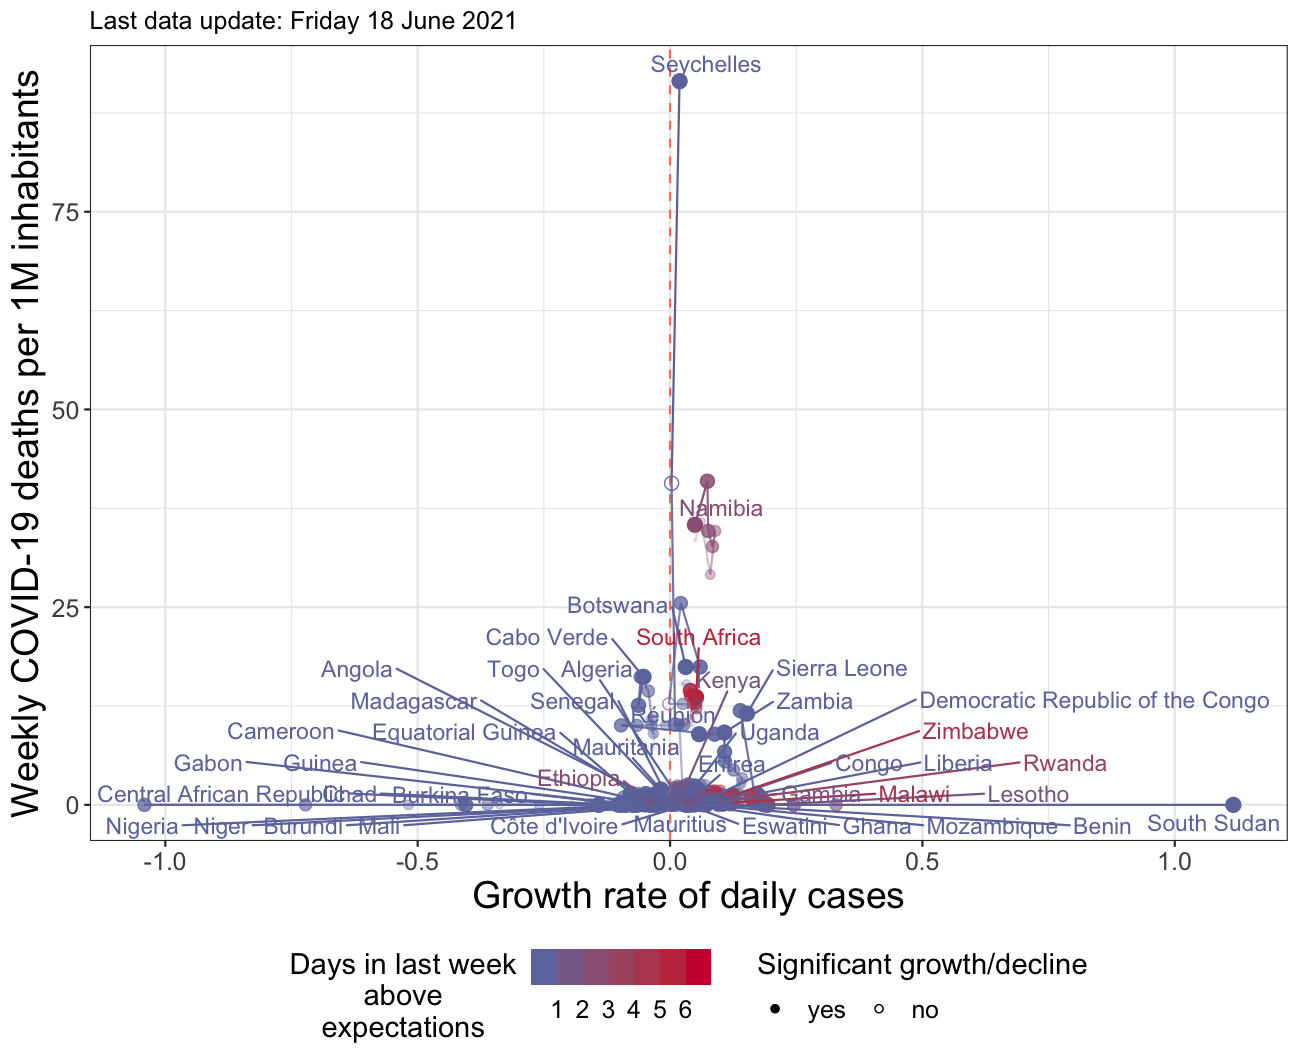 Last data update: Friday 18 June 2021
Weekly COVID-19 deaths per 1M inhabitants
75
50
25
0
Seychelles
Namibia
Botswana
Cabo Verde
South Africa
Angola
Togo
Algeria
Kenya
Sierra Leone
Madagascar
Senegal
Réunion
Zambia
Democratic Republic of the Congo
Cameroon
Equatorial Guinea
Mauritania
Uganda
Zimbabwe
Gabon
Guinea
Ethiopia
Eritrea
Congo
Liberia
Rwanda
Central African Republic
Chad
Burkina Faso
Gambia
Malawi
Lesotho
Nigeria
Niger
Burundi
Mali
Côte d'Ivoire
Mauritius
Eswatini
Ghana
Mozambique
Benin
South Sudan
-1.0
-0.5
0.0
0.5
1.0
Growth rate of daily cases
Days in last week
above
expectations
1 2 3 4 5 6
Significant growth/decline
yes
no